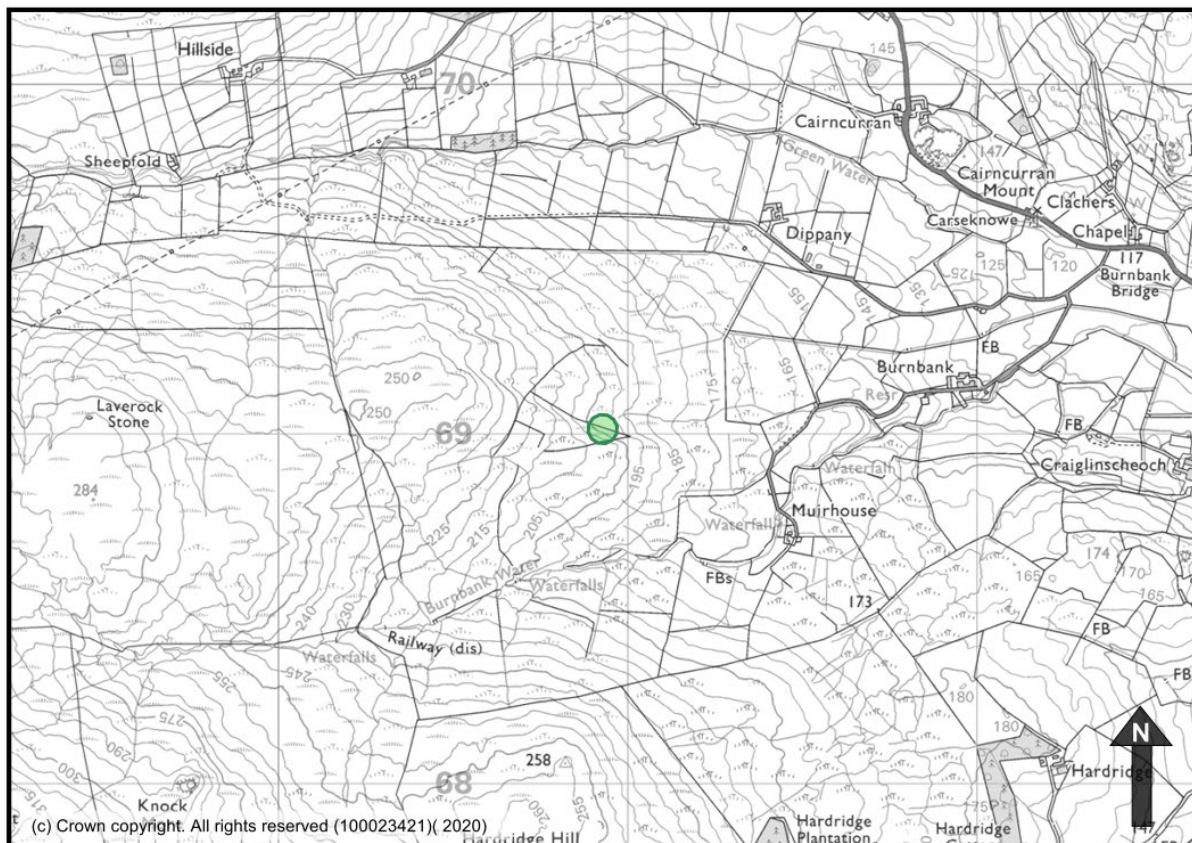 145
Hillside
70
Cairncurran
Green Water
147
Cairncurran
Mount
Sheepfold
Clachers
Carseknowe
Chapel
Dippany
125
125
120
117
Burnbank
Bridge
135
155
145
FB
165
Burnbank
250
175
Resr
250
Laverock
Stone
69
FB
Craiglinscheoch
185
195
Waterfall
284
Muirhouse
Waterfall
205
225
215
174
Burnbank Water
Waterfalls
FBs
165
170
173
165
240
230
FB
Railway (dis)
Waterfalls
255
245
FB
180
275
180
N
290
258
Hardridge
68
300
175
Knock
315
260
255
Hardridge
Plantation
Hardridge
147
(c) Crown copyright. All rights reserved (100023421)( 2020)
Hardridge Hill